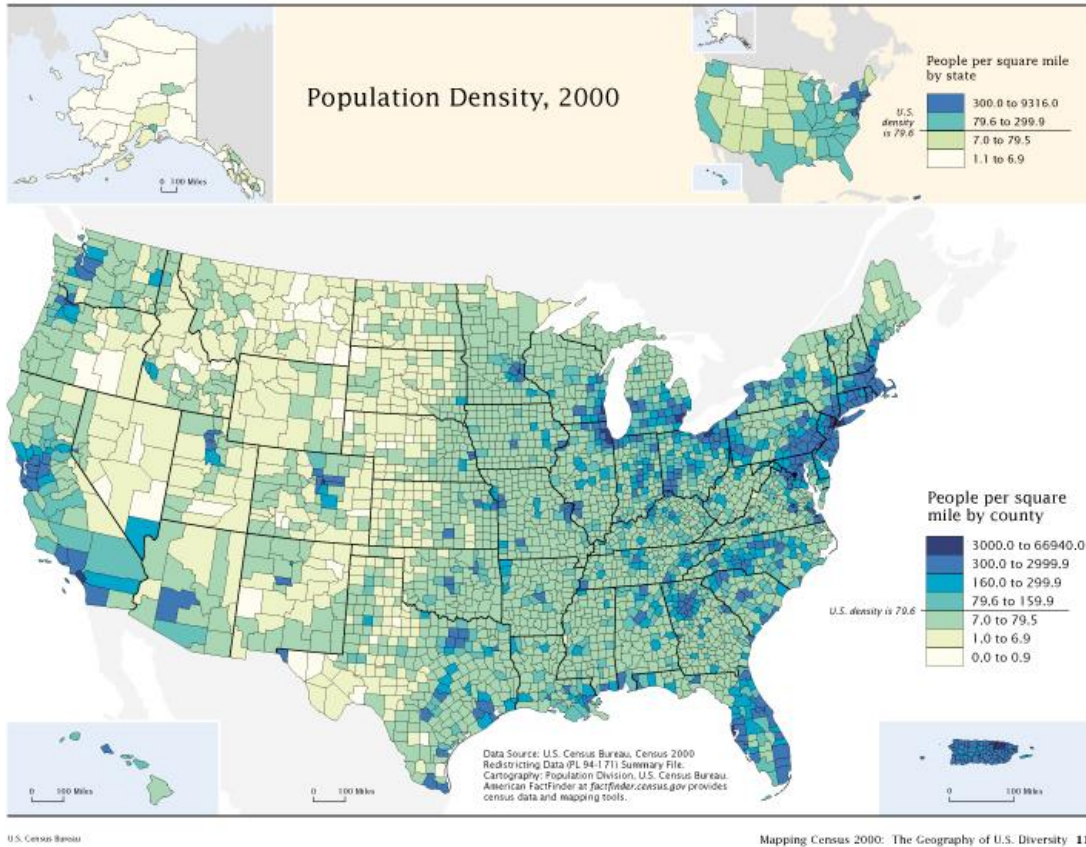 Population Density, 2000
0 100 Miles
People per square mile
by state
U.S.
density
is 79.6
300.0 to 9316.0
79.6 to 299.9
7.0 to 79.5
1.1 to 6.9
People per square
mile by county
3000.0 to 66940.0
300.0 to 2999.9
160.0 to 299.9
79.6 to 159.9
U.S. density is 79.6
7.0 to 79.5
1.0 to 6.9
0.0 to 0.9
0 100 Miles
0 100 Miles
Data Source: U.S. Census Bureau, Census 2000
Redistricting Data (PL 94-171) Summary File.
Cartography: Population Division, U.S. Census Bureau.
American FactFinder at factfinder.census.gov provides
census data and mapping tools.
0 100 Miles
U.S. Census Bureau
Mapping Census 2000: The Geography of U.S. Diversity 11